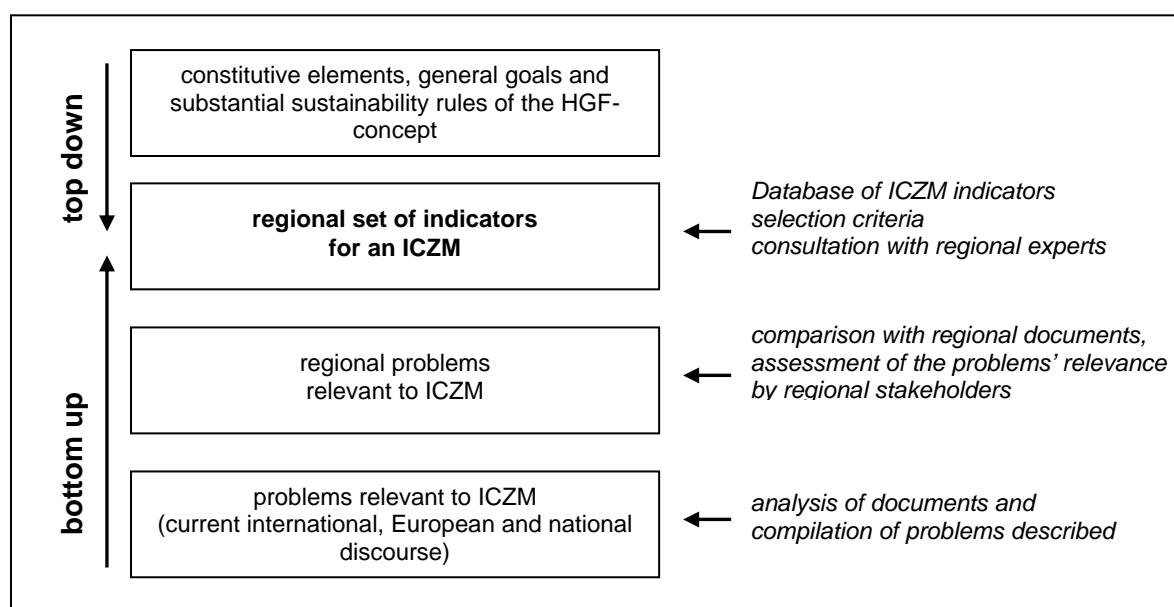 top down
constitutive elements, general goals and
substantial sustainability rules of the HGF-
concept
regional set of indicators
for an ICZM
Database of ICZM indicators
selection criteria
consultation with regional experts
bottom up
regional problems
relevant to ICZM
comparison with regional documents,
assessment of the problems’ relevance
by regional stakeholders
problems relevant to ICZM
(current international, European and national
discourse)
analysis of documents and
compilation of problems described